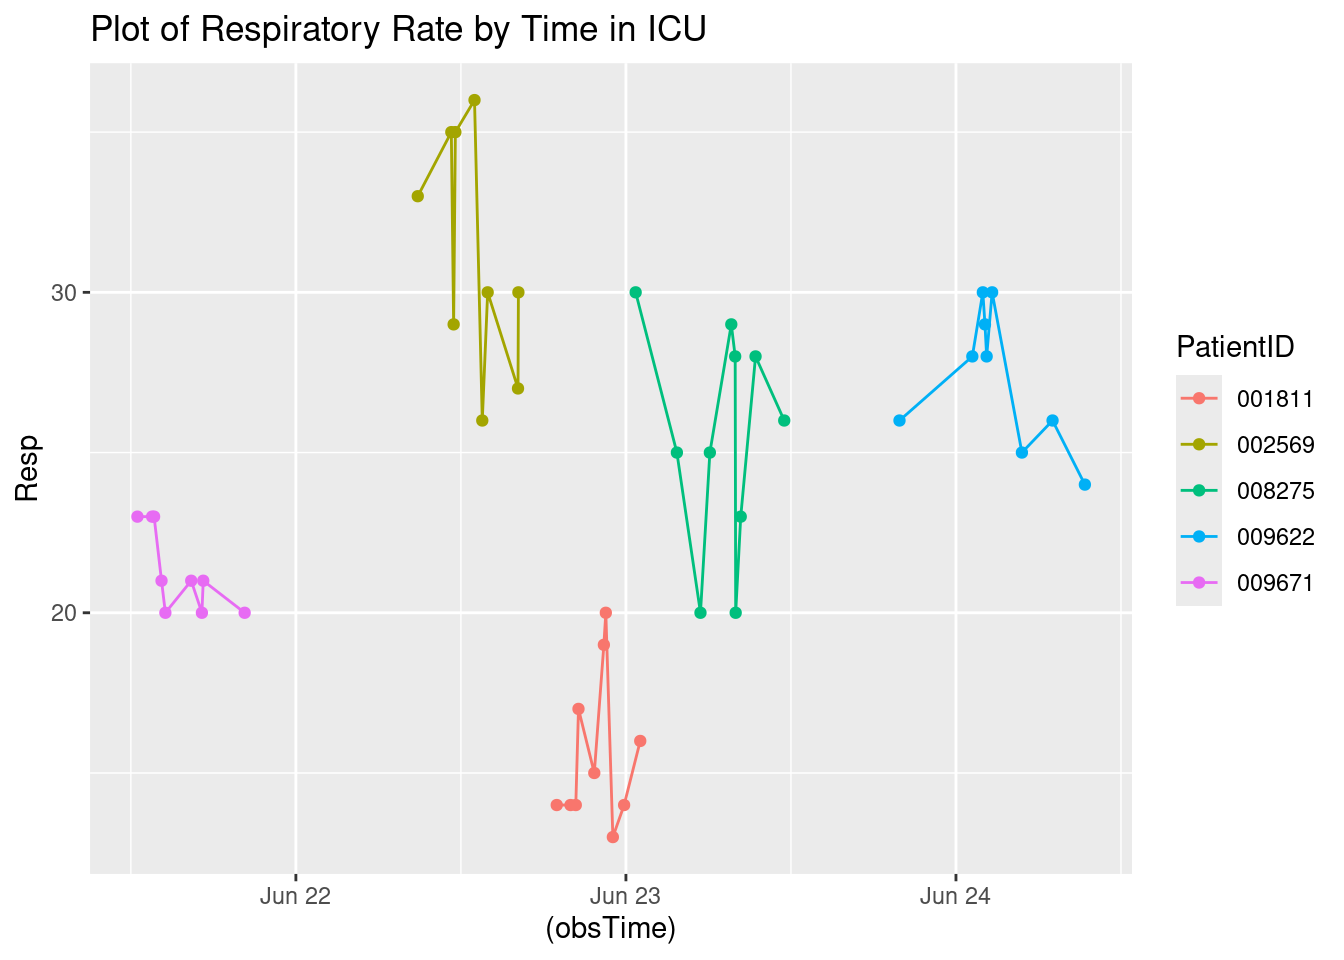 Plot of Respiratory Rate by Time in ICU
Resp
30
20
Jun 22
Jun 23
Jun 24
(obsTime)
PatientID
001811
002569
008275
009622
009671